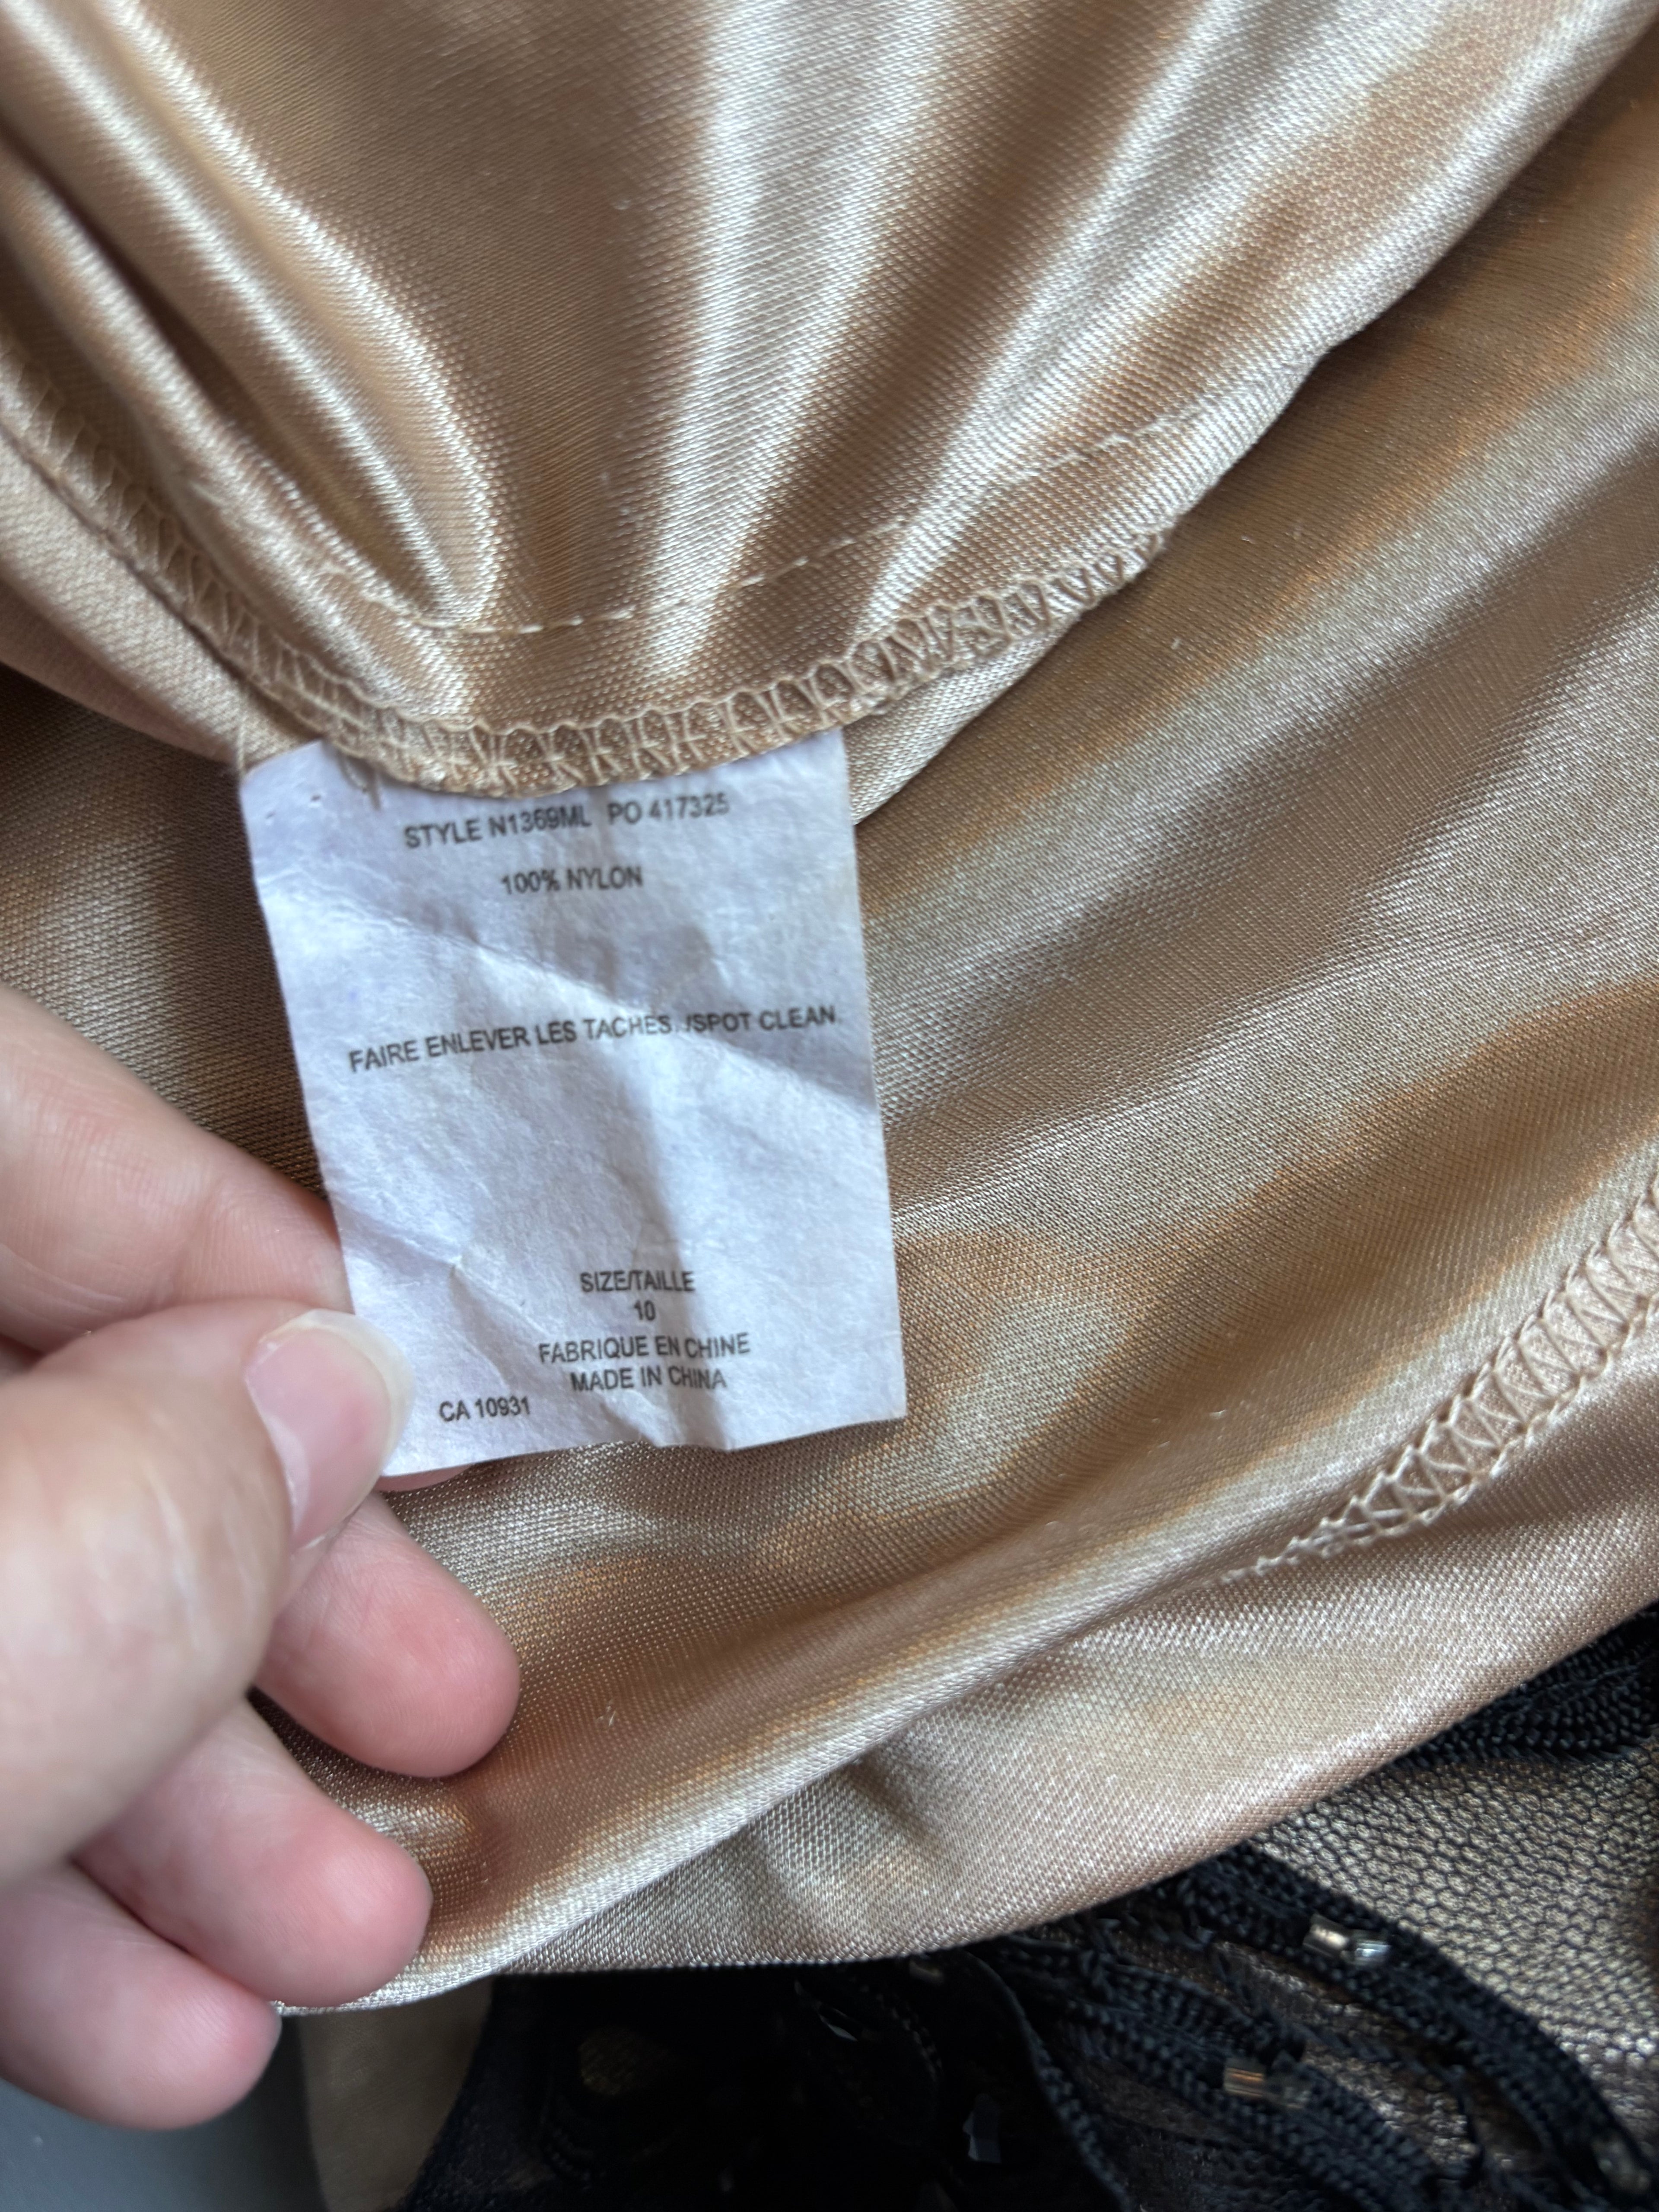 STYLE N1369ML PO 417325
100% NYLON
FAIRE ENLEVER LES TACHES. /SPOT CLEAN
SIZE/TAILLE
10
FABRIQUE EN CHINE
MADE IN CHINA
CA 10931